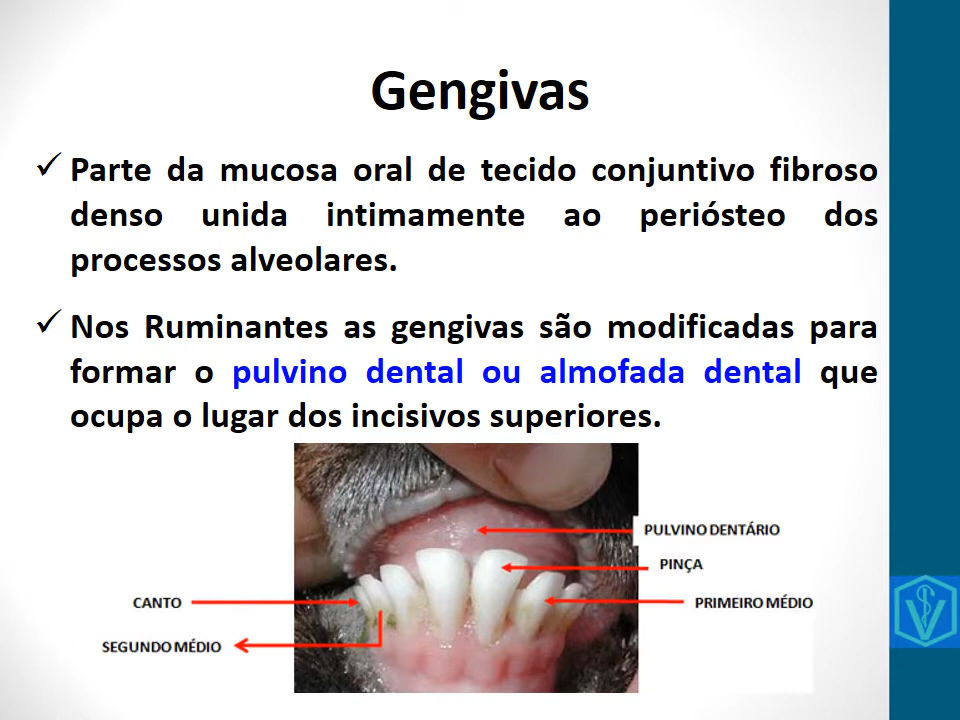 Gengivas
✓ Parte da mucosa oral de tecido conjuntivo fibroso
denso unida intimamente ao periósteo dos
processos alveolares.
✓ Nos Ruminantes as gengivas são modificadas para
formar o pulvino dental ou almofada dental que
ocupa o lugar dos incisivos superiores.
PULVINO DENTÁRIO
PINÇA
CANTO
PRIMEIRO MÉDIO
SEGUNDO MÉDIO
V